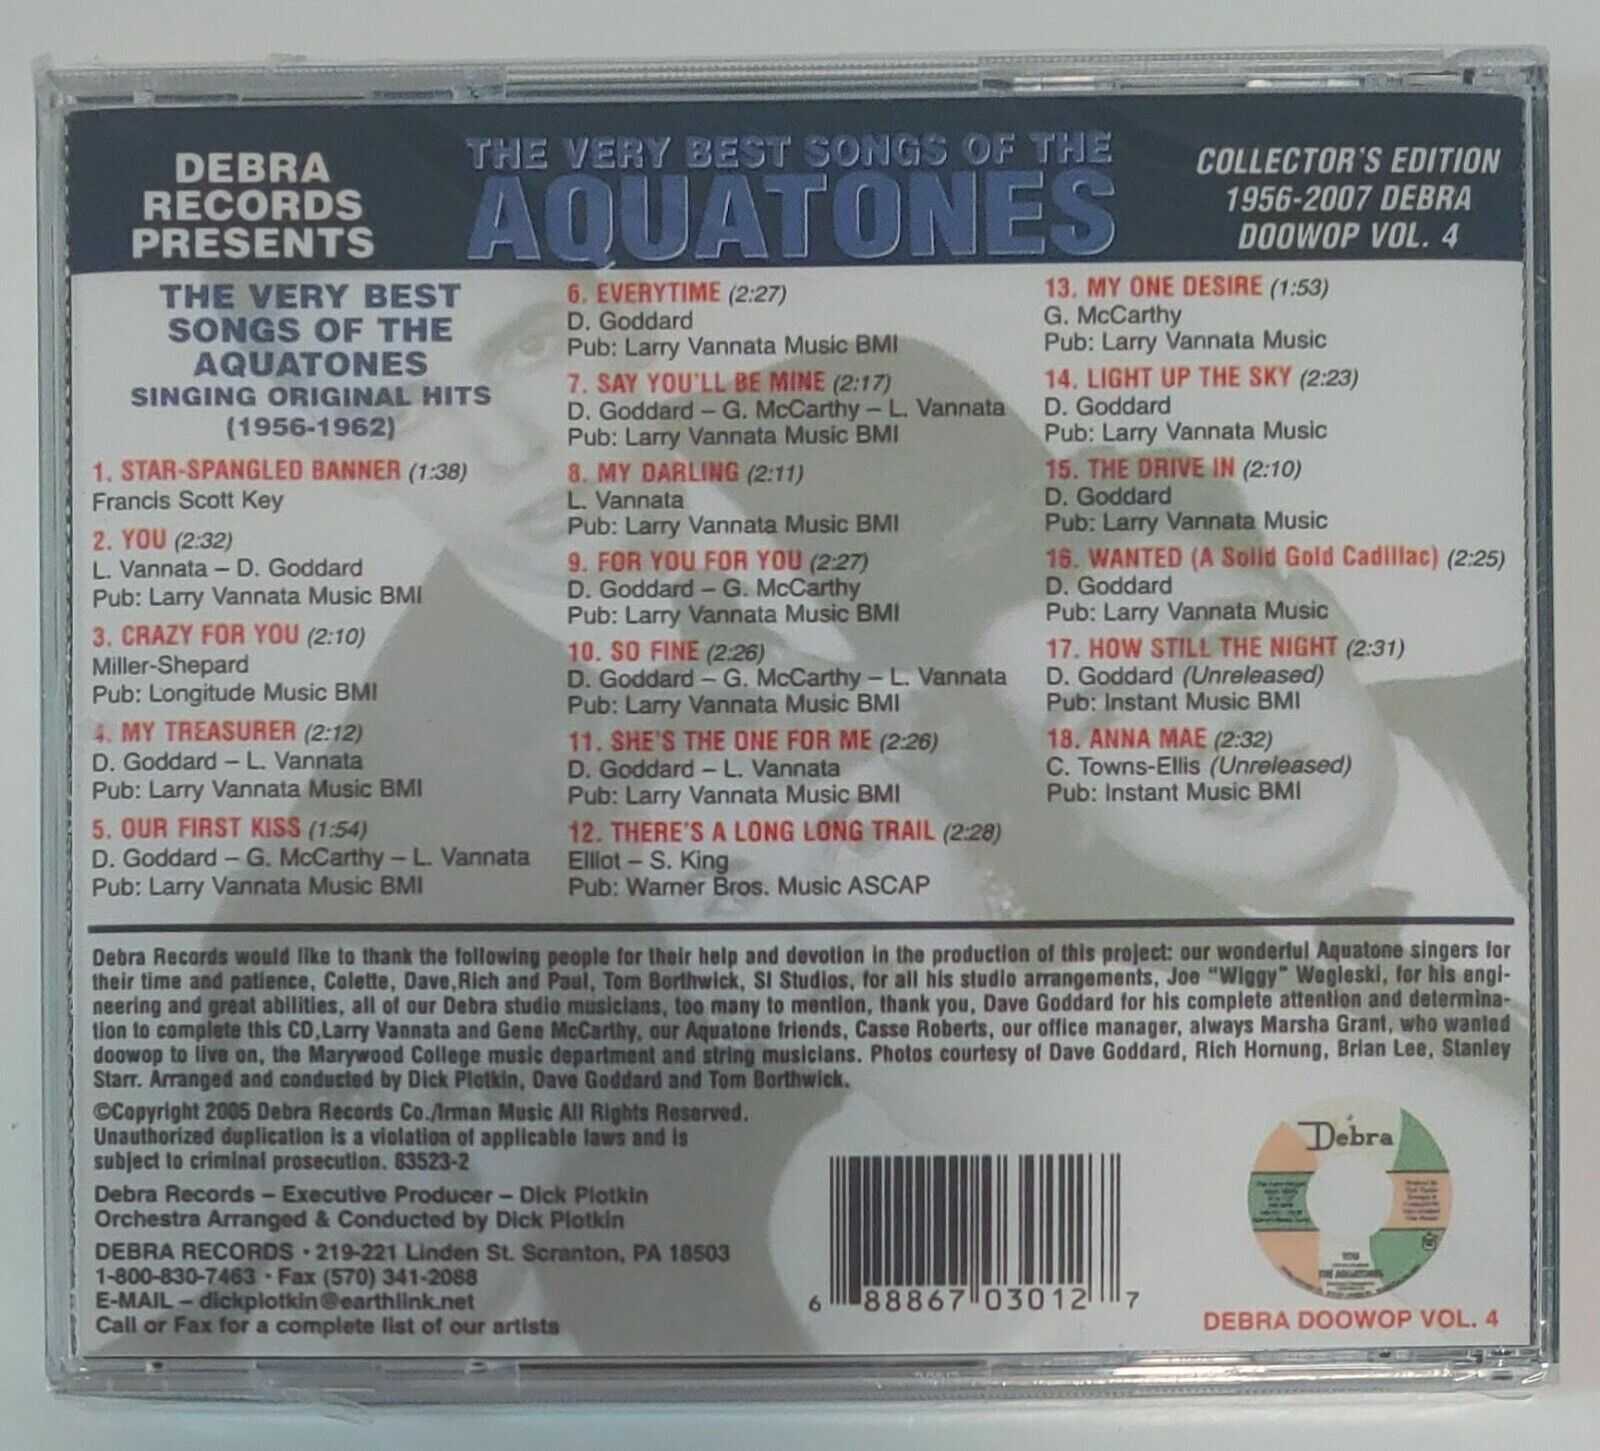 DEBRA
RECORDS
PRESENTS
THE VERY BEST SONGS OF THE
AQUATONES
COLLECTOR'S EDITION
1956-2007 DEBRA
DOOWOP VOL. 4
THE VERY BEST
SONGS OF THE
AQUATONES
SINGING ORIGINAL HITS
(1956-1962)
1. STAR-SPANGLED BANNER (1:38)
Francis Scott Key
2. YOU (2:32)
L. Vannata – D. Goddard
Pub: Larry Vannata Music BMI
3. CRAZY FOR YOU (2:10)
Miller-Shepard
Pub: Longitude Music BMI
4. MY TREASURER (2:12)
D. Goddard – L. Vannata
Pub: Larry Vannata Music BMI
5. OUR FIRST KISS (1:54)
D. Goddard – G. McCarthy – L. Vannata
Pub: Larry Vannata Music BMI
6. EVERYTIME (2:27)
D. Goddard
Pub: Larry Vannata Music BMI
7. SAY YOU'LL BE MINE (2:17)
D. Goddard – G. McCarthy – L. Vannata
Pub: Larry Vannata Music BMI
8. MY DARLING (2:11)
L. Vannata
Pub: Larry Vannata Music BMI
9. FOR YOU FOR YOU (2:27)
D. Goddard – G. McCarthy
Pub: Larry Vannata Music BMI
10. SO FINE (2:26)
D. Goddard – G. McCarthy – L. Vannata
Pub: Larry Vannata Music BMI
11. SHE'S THE ONE FOR ME (2:26)
D. Goddard – L. Vannata
Pub: Larry Vannata Music BMI
12. THERE'S A LONG LONG TRAIL (2:28)
Elliot – S. King
Pub: Warner Bros. Music ASCAP
13. MY ONE DESIRE (1:53)
G. McCarthy
Pub: Larry Vannata Music
14. LIGHT UP THE SKY (2:23)
D. Goddard
Pub: Larry Vannata Music
15. THE DRIVE IN (2:10)
D. Goddard
Pub: Larry Vannata Music
16. WANTED (A Solid Gold Cadillac) (2:25)
D. Goddard
Pub: Larry Vannata Music
17. HOW STILL THE NIGHT (2:31)
D. Goddard (Unreleased)
Pub: Instant Music BMI
18. ANNA MAE (2:32)
C. Towns-Ellis (Unreleased)
Pub: Instant Music BMI
Debra Records would like to thank the following people for their help and devotion in the production of this project: our wonderful Aquatone singers for
their time and patience, Colette, Dave,Rich and Paul, Tom Borthwick, SI Studios, for all his studio arrangements, Joe "Wiggy" Wegleski, for his engi-
neering and great abilities, all of our Debra studio musicians, too many to mention, thank you, Dave Goddard for his complete attention and determina-
tion to complete this CD,Larry Vannata and Gene McCarthy, our Aquatone friends, Casse Roberts, our office manager, always Marsha Grant, who wanted
doowop to live on, the Marywood College music department and string musicians. Photos courtesy of Dave Goddard, Rich Hornung, Brian Lee, Stanley
Starr. Arranged and conducted by Dick Plotkin, Dave Goddard and Tom Borthwick.
©Copyright 2005 Debra Records Co./Irman Music All Rights Reserved.
Unauthorized duplication is a violation of applicable laws and is
subject to criminal prosecution. 83523-2
Debra Records – Executive Producer – Dick Plotkin
Orchestra Arranged & Conducted by Dick Plotkin
DEBRA RECORDS • 219-221 Linden St. Scranton, PA 18503
1-800-830-7463 • Fax (570) 341-2088
E-MAIL – dickplotkin@earthlink.net
Call or Fax for a complete list of our artists
6 88867 03012 7
Debra
YOU
THE AQUATONES
DEBRA DOOWOP VOL. 4